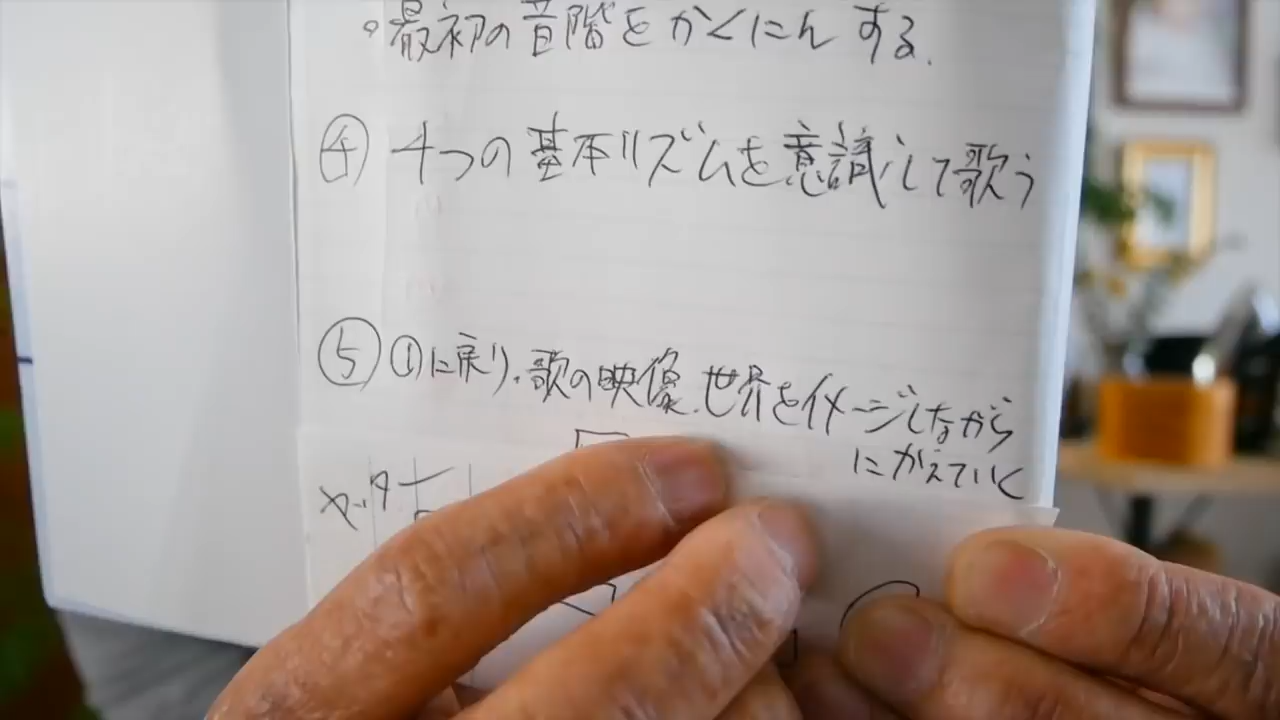 。最初の音階をかくにんする.
④ 4つの基本リズムを意識して歌う
⑤ ①に戻り.歌の映像.世界をイメージしながら
にかえていく